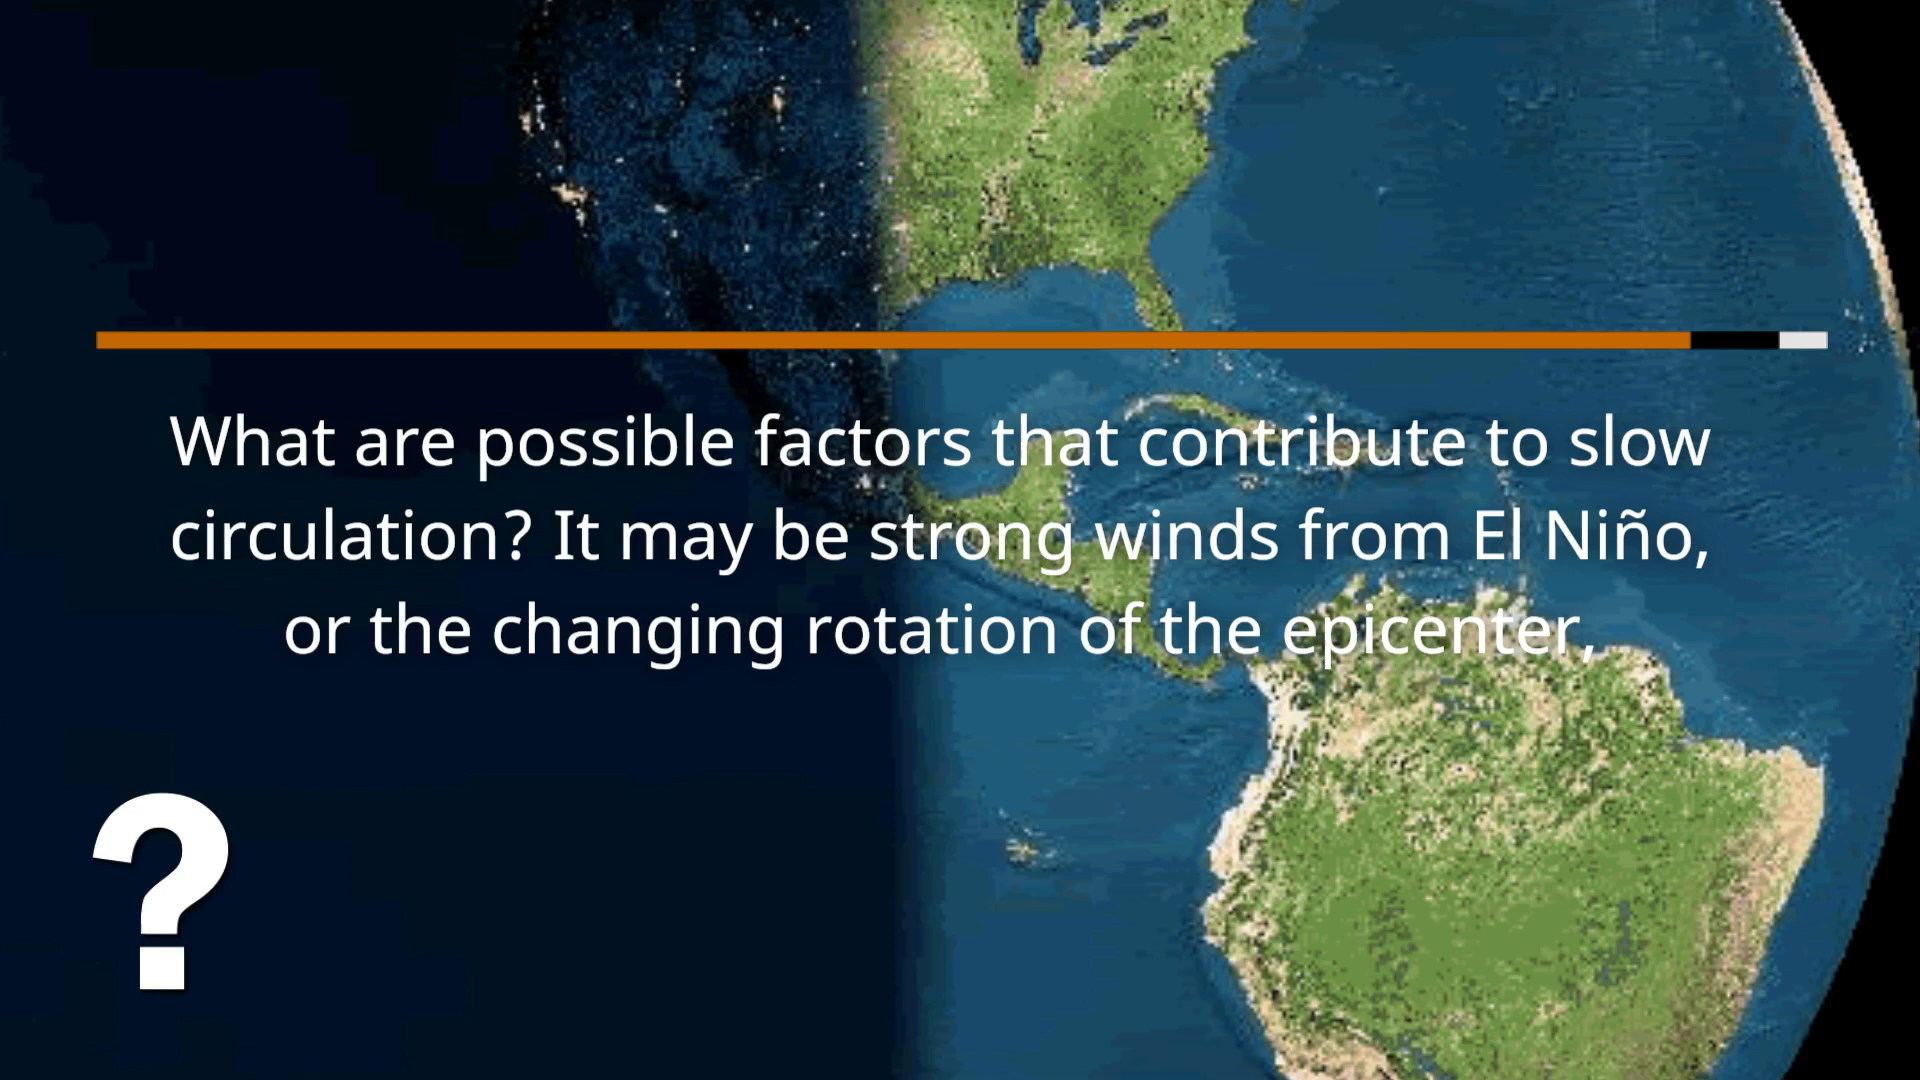 What are possible factors that contribute to slow
circulation? It may be strong winds from El Niño,
or the changing rotation of the epicenter,
?